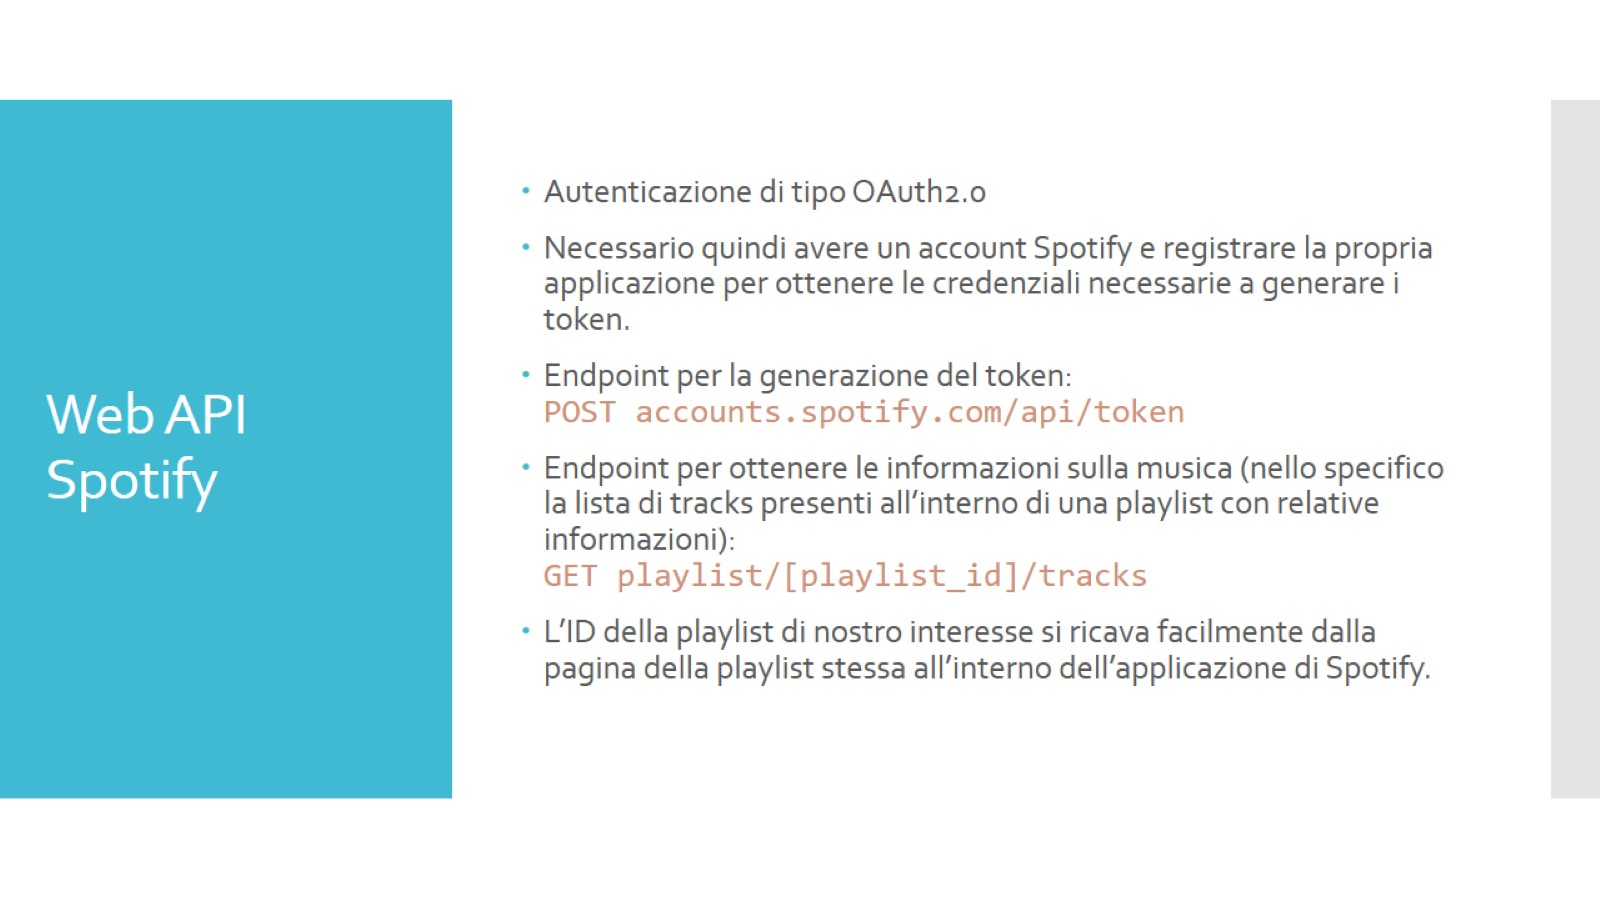 Web API
Spotify
• Autenticazione di tipo OAuth2.0
• Necessario quindi avere un account Spotify e registrare la propria
applicazione per ottenere le credenziali necessarie a generare i
token.
• Endpoint per la generazione del token:
POST accounts.spotify.com/api/token
• Endpoint per ottenere le informazioni sulla musica (nello specifico
la lista di tracks presenti all’interno di una playlist con relative
informazioni):
GET playlist/[playlist_id]/tracks
• L’ID della playlist di nostro interesse si ricava facilmente dalla
pagina della playlist stessa all’interno dell’applicazione di Spotify.